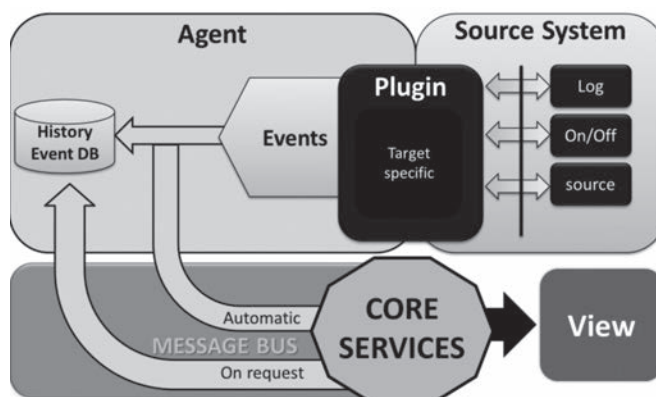 Agent
Source System
Plugin
Log
History
Event DB
Events
Target
specific
On/Off
source
Automatic
CORE
SERVICES
View
MESSAGE BUS
On request